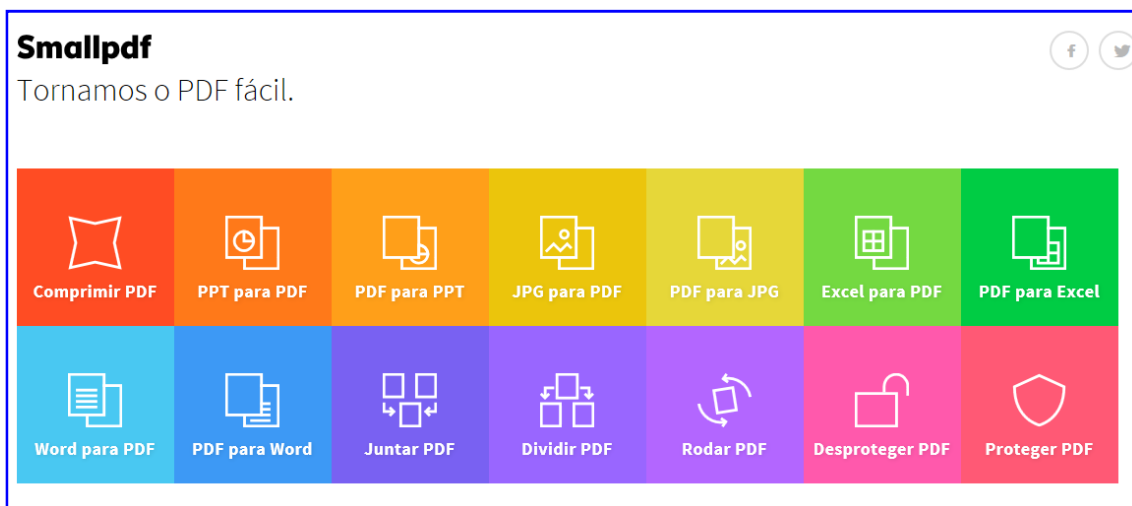 Smallpdf
Tornamos o PDF fácil.
Comprimir PDF
PPT para PDF
PDF para PPT
JPG para PDF
PDF para JPG
Excel para PDF
PDF para Excel
Word para PDF
PDF para Word
Juntar PDF
Dividir PDF
Rodar PDF
Desproteger PDF
Proteger PDF